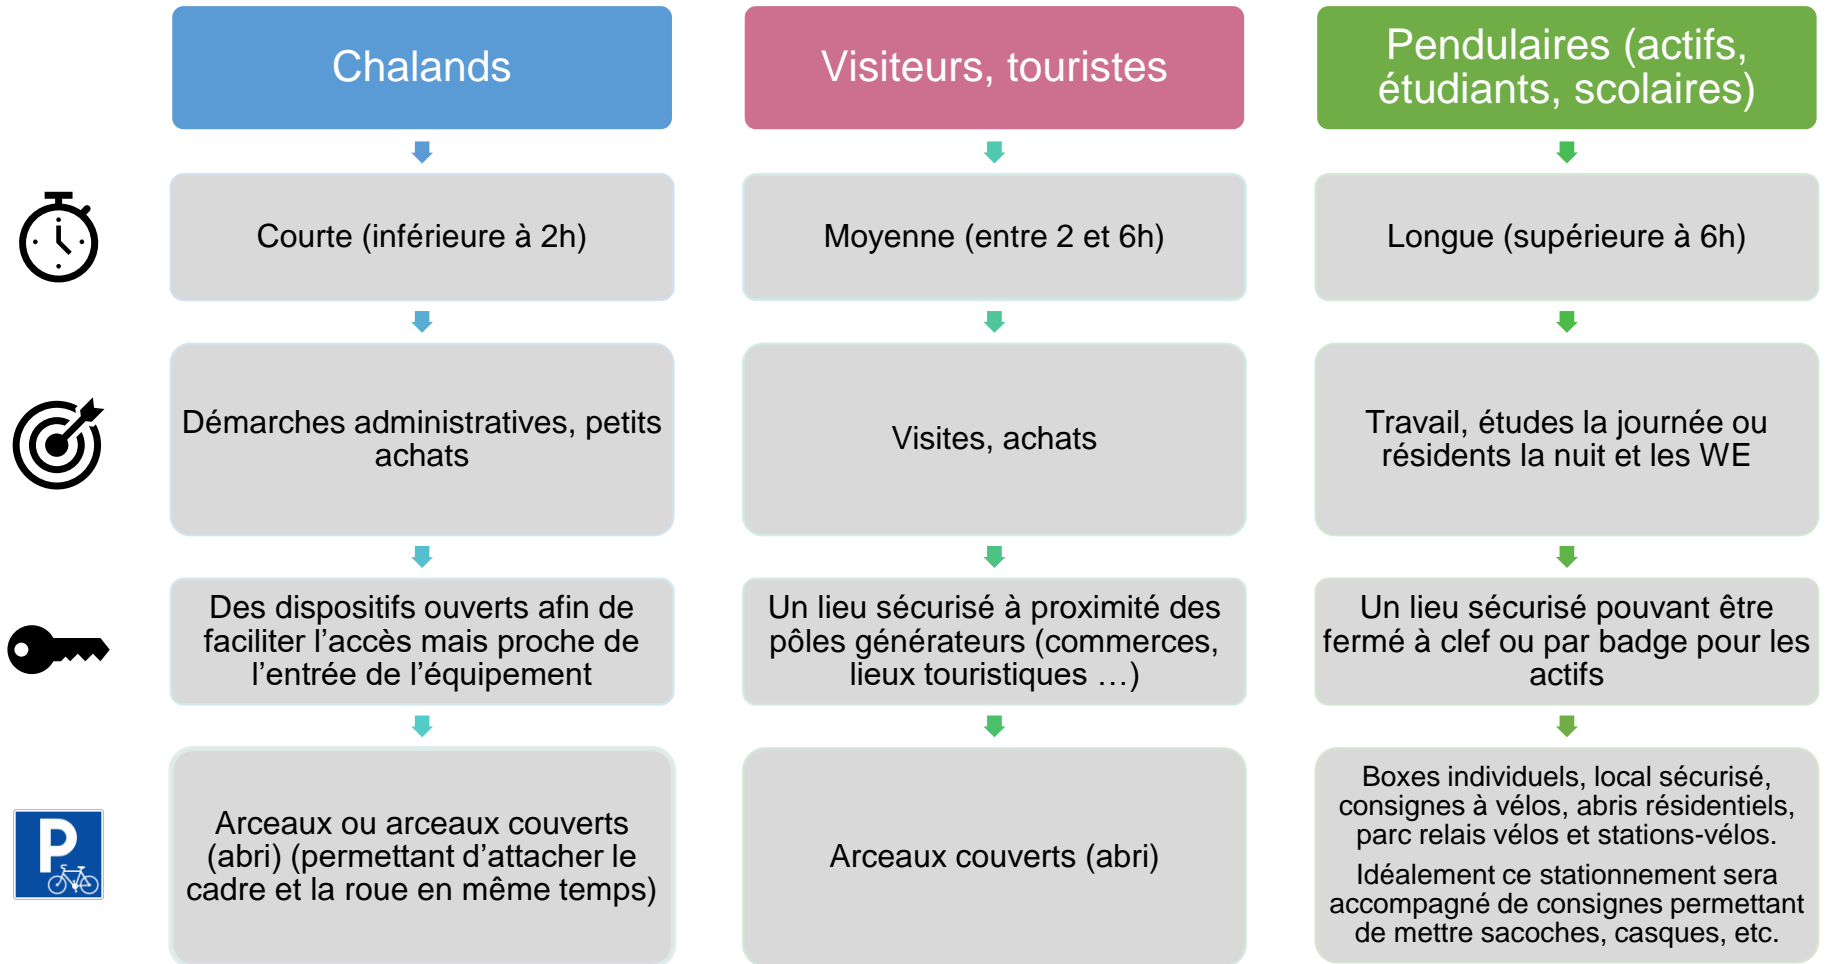 Chalands
Visiteurs, touristes
Pendulaires (actifs,
étudiants, scolaires)
Courte (inférieure à 2h)
Moyenne (entre 2 et 6h)
Longue (supérieure à 6h)
Démarches administratives, petits
achats
Visites, achats
Travail, études la journée ou
résidents la nuit et les WE
Des dispositifs ouverts afin de
faciliter l’accès mais proche de
l’entrée de l’équipement
Un lieu sécurisé à proximité des
pôles générateurs (commerces,
lieux touristiques …)
Un lieu sécurisé pouvant être
fermé à clef ou par badge pour les
actifs
P
Arceaux ou arceaux couverts
(abri) (permettant d’attacher le
cadre et la roue en même temps)
Arceaux couverts (abri)
Boxes individuels, local sécurisé,
consignes à vélos, abris résidentiels,
parc relais vélos et stations-vélos.
Idéalement ce stationnement sera
accompagné de consignes permettant
de mettre sacoches, casques, etc.